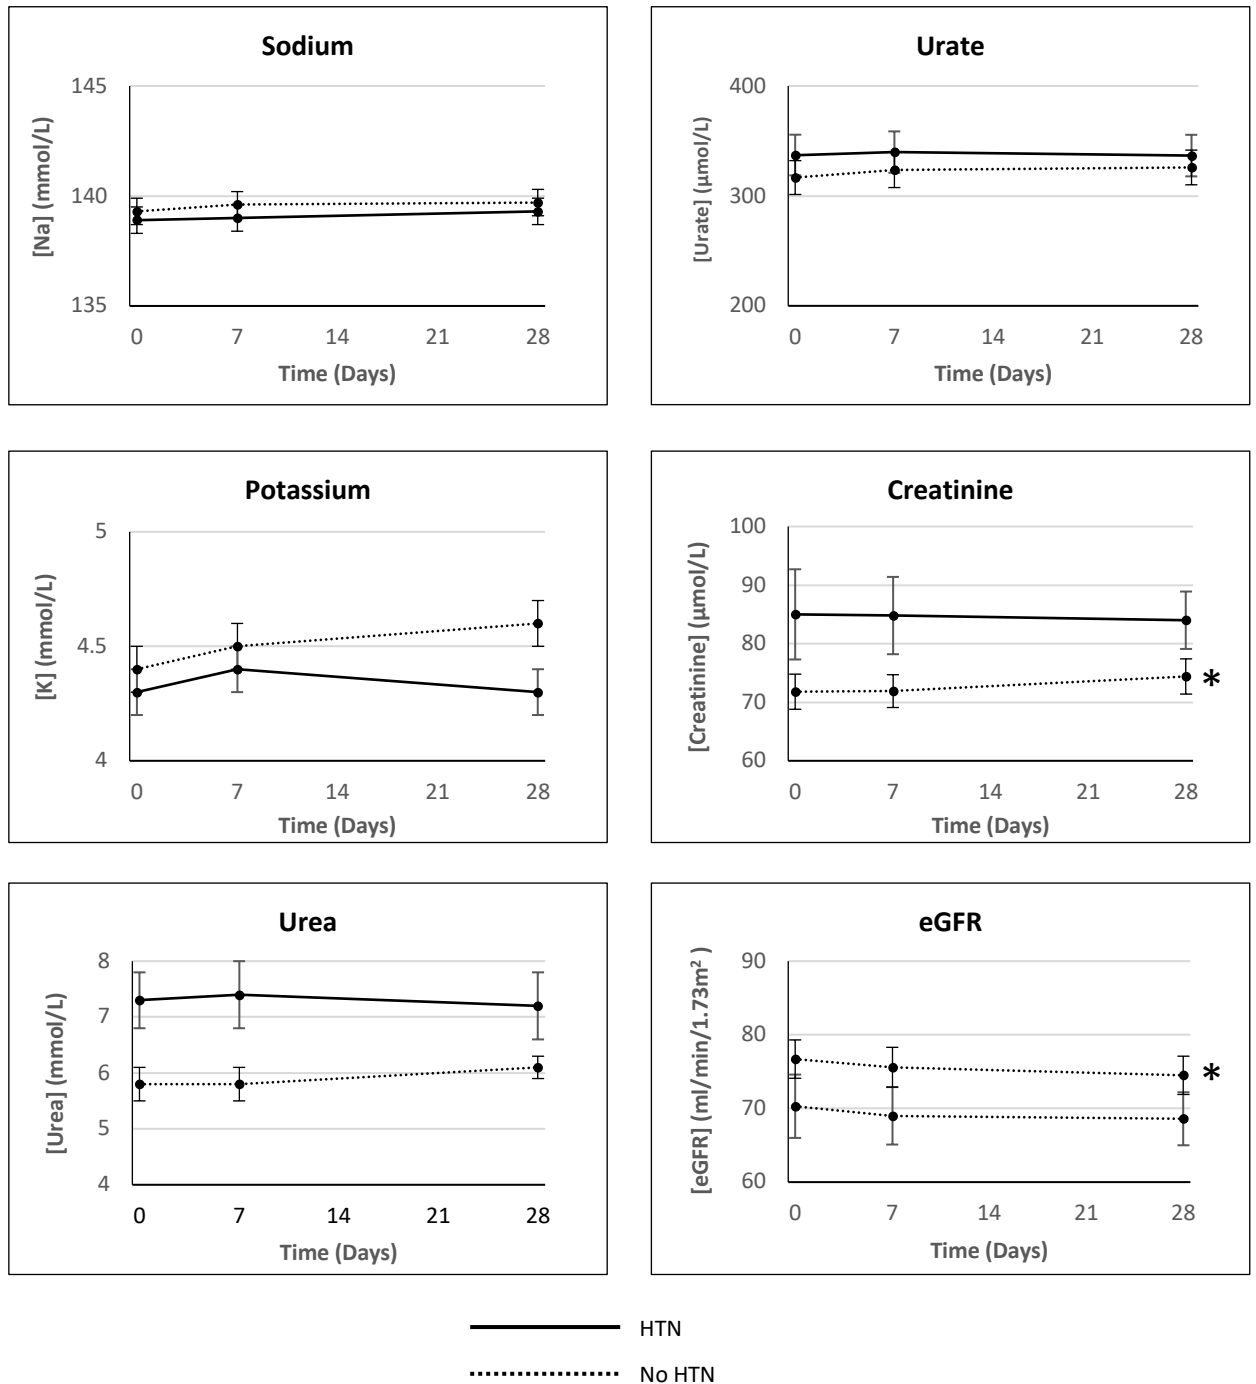 Sodium
145
140
135
[Na] (mmol/L)
0 7 14 21 28
Time (Days)
Urate
400
300
200
[Urate] (µmol/L)
0 7 14 21 28
Time (Days)
Potassium
5
4.5
4
[K] (mmol/L)
0 7 14 21 28
Time (Days)
Creatinine
100
90
80
70
60
[Creatinine] (µmol/L)
*
0 7 14 21 28
Time (Days)
Urea
8
7
6
5
4
[Urea] (mmol/L)
0 7 14 21 28
Time (Days)
eGFR
90
80
70
60
[eGFR] (ml/min/1.73m² )
*
0 7 14 21 28
Time (Days)
HTN
No HTN